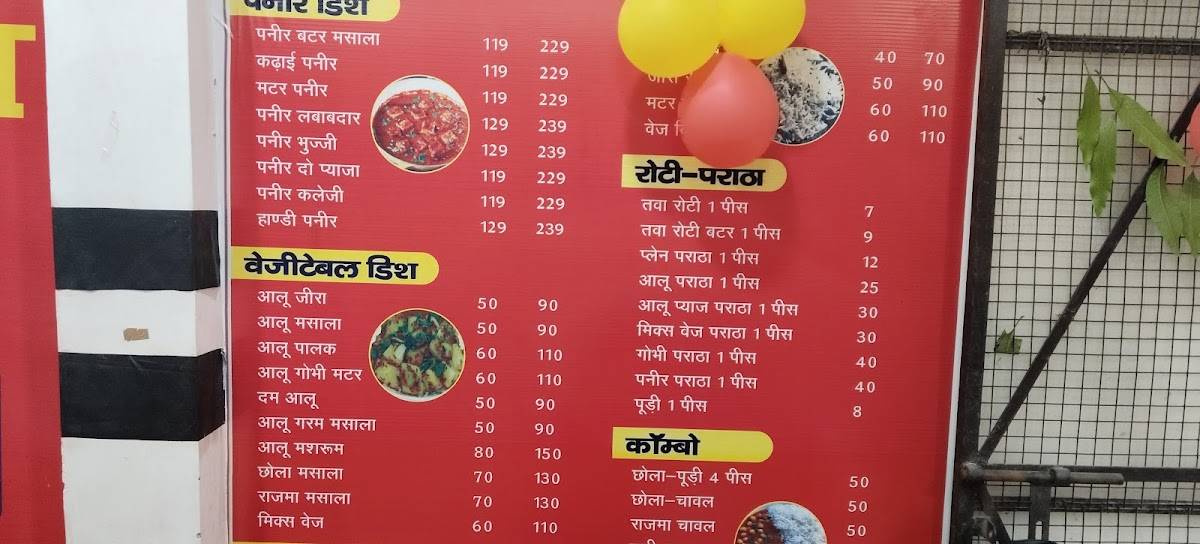 पनीर डिश
पनीर बटर मसाला 119 229
कढ़ाई पनीर 119 229
मटर पनीर 119 229
पनीर लबाबदार 129 239
पनीर भुज्जी 129 239
पनीर दो प्याजा 119 229
पनीर कलेजी 119 229
हाण्डी पनीर 129 239
वेजीटेबल डिश
आलू जीरा 50 90
आलू मसाला 50 90
आलू पालक 60 110
आलू गोभी मटर 60 110
दम आलू 50 90
आलू गरम मसाला 50 90
आलू मशरूम 80 150
छोला मसाला 70 130
राजमा मसाला 70 130
मिक्स वेज 60 110
40 70
जीरा 50 90
मटर 60 110
वेज 60 110
रोटी-पराठा
तवा रोटी 1 पीस 7
तवा रोटी बटर 1 पीस 9
प्लेन पराठा 1 पीस 12
आलू पराठा 1 पीस 25
आलू प्याज पराठा 1 पीस 30
मिक्स वेज पराठा 1 पीस 30
गोभी पराठा 1 पीस 40
पनीर पराठा 1 पीस 40
पूड़ी 1 पीस 8
कॉम्बो
छोला-पूड़ी 4 पीस 50
छोला-चावल 50
राजमा चावल 50